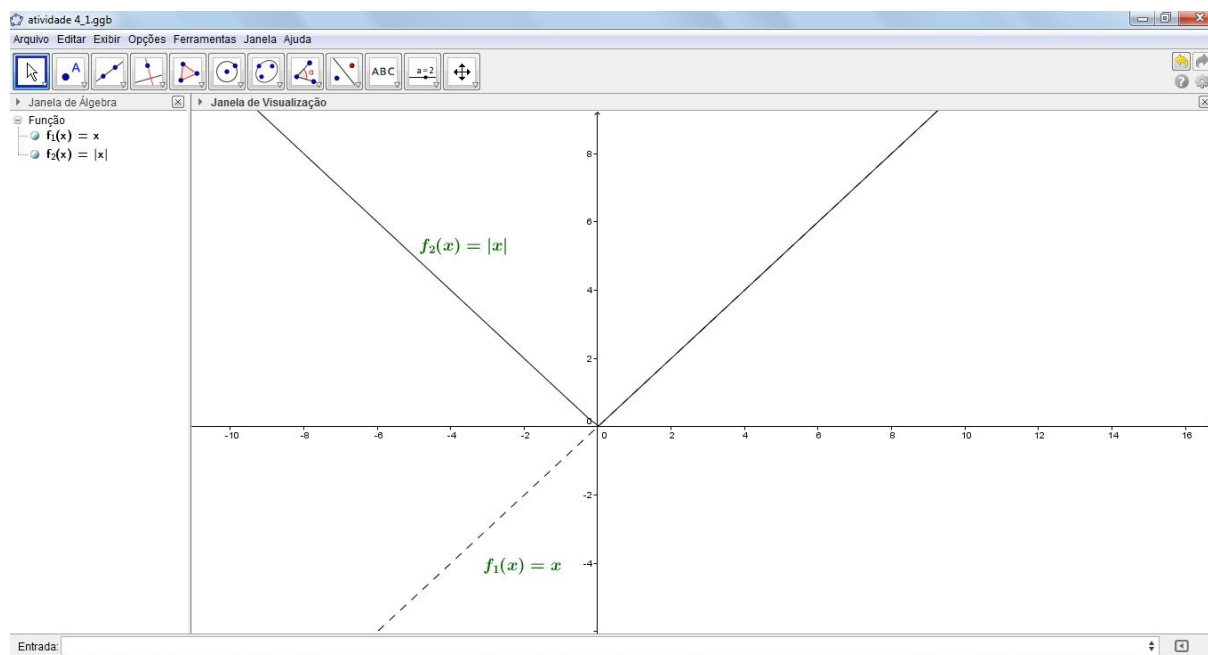 atividade 4_1.ggb
Arquivo Editar Exibir Opções Ferramentas Janela Ajuda
A
α
ABC
a=2
Janela de Álgebra
Janela de Visualização
Função
f₁(x) = x
f₂(x) = |x|
8
6
f₂(x) = |x|
4
2
0
-10 -8 -6 -4 -2 0 2 4 6 8 10 12 14 16
-2
-4
f₁(x) = x
Entrada: